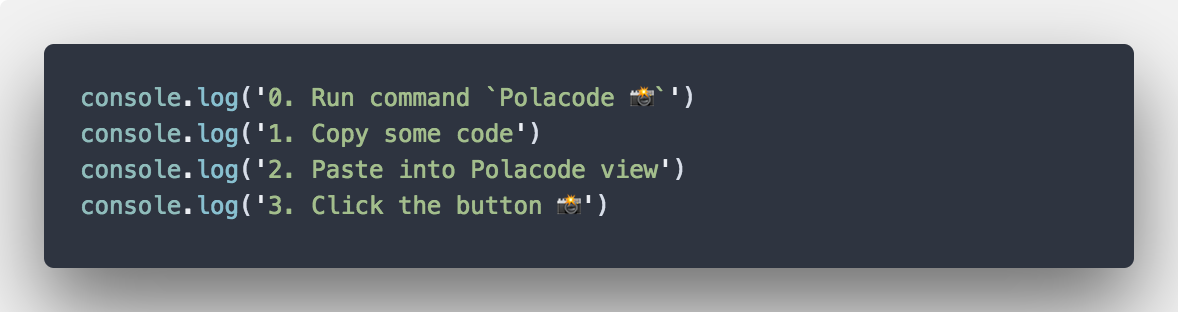 console.log('0. Run command `Polacode 📸`')
console.log('1. Copy some code')
console.log('2. Paste into Polacode view')
console.log('3. Click the button 📸')